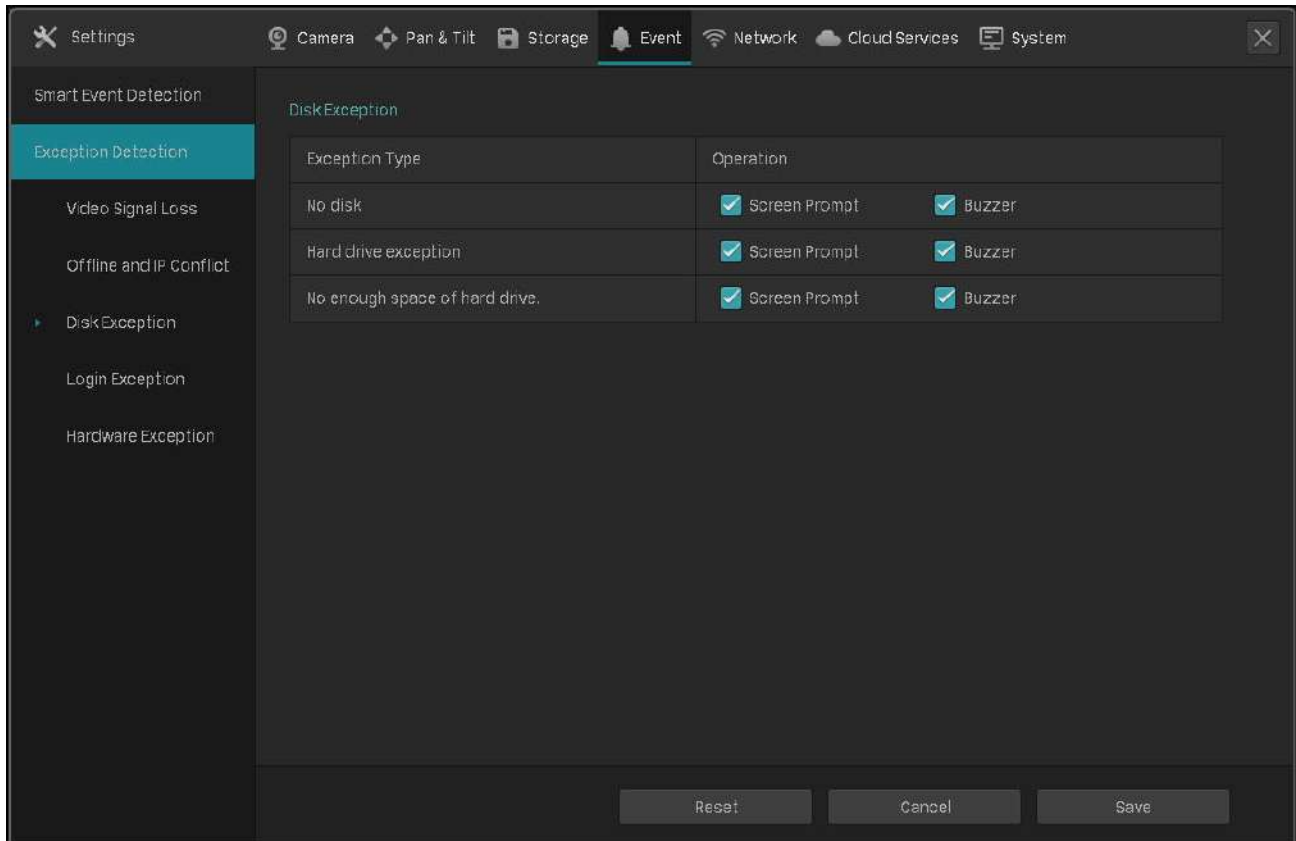 Settings Camera Pan & Tilt Storage Event Network Cloud Services System
Smart Event Detection
Exception Detection
Video Signal Loss
Offline and IP Conflict
Disk Exception
Login Exception
Hardware Exception
Disk Exception
Exception Type Operation
No disk Screen Prompt Buzzer
Hard drive exception Screen Prompt Buzzer
No enough space of hard drive. Screen Prompt Buzzer
Reset Cancel Save